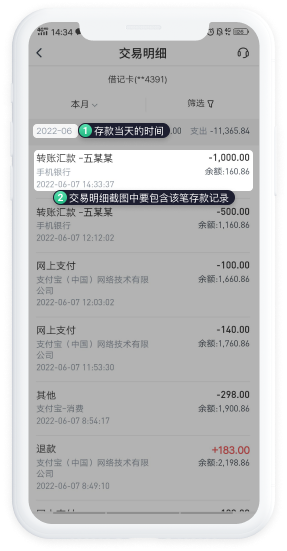 14:34
交易明细
借记卡(**4391)
本月
筛选
2022-06
1 存款当天的时间
.00 支出 -11,365.84
转账汇款 -五某某 -1,000.00
手机银行 余额:160.86
2022-06-07 14:33:37
2 交易明细截图中要包含该笔存款记录
转账汇款 -五某某 -500.00
手机银行 余额:1,160.86
2022-06-07 12:12:02
网上支付 -100.00
支付宝（中国）网络技术有限 余额:1,660.86
公司
2022-06-07 12:03:02
网上支付 -140.00
支付宝（中国）网络技术有限 余额:1,760.86
公司
2022-06-07 11:53:30
其他 -298.00
支付宝-消费 余额:1,900.86
2022-06-07 8:54:17
退款 +183.00
支付宝（中国）网络技术有限 余额:2,198.86
公司
2022-06-07 8:49:10